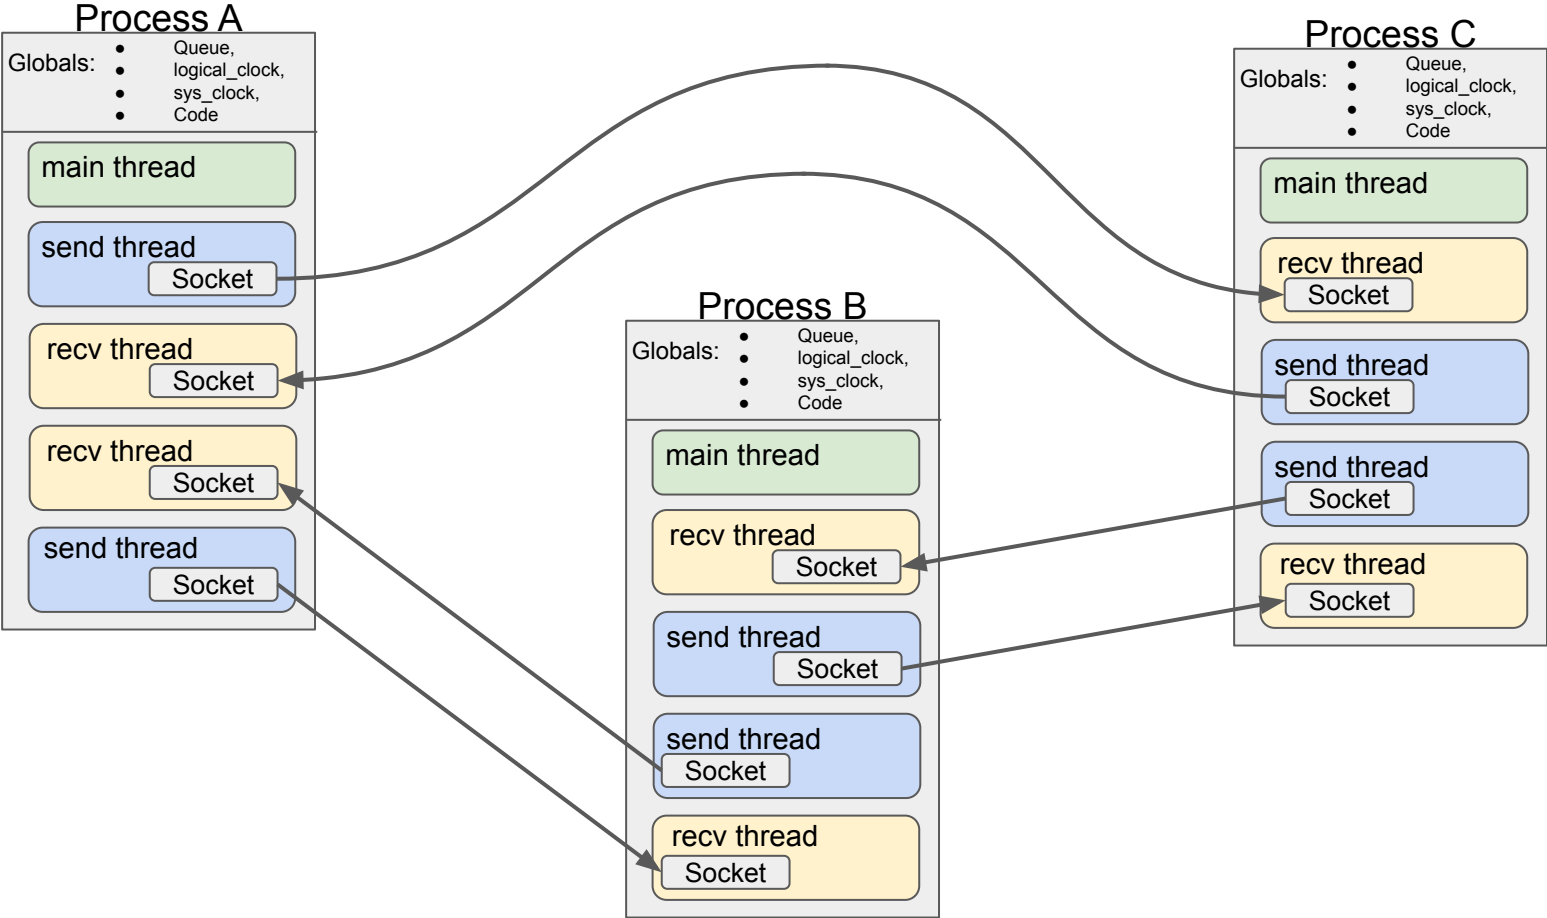 Process A
Globals:
● Queue,
● logical_clock,
● sys_clock,
● Code
main thread
send thread
Socket
recv thread
Socket
recv thread
Socket
send thread
Socket
Process B
Globals:
● Queue,
● logical_clock,
● sys_clock,
● Code
main thread
recv thread
Socket
send thread
Socket
send thread
Socket
recv thread
Socket
Process C
Globals:
● Queue,
● logical_clock,
● sys_clock,
● Code
main thread
recv thread
Socket
send thread
Socket
send thread
Socket
recv thread
Socket